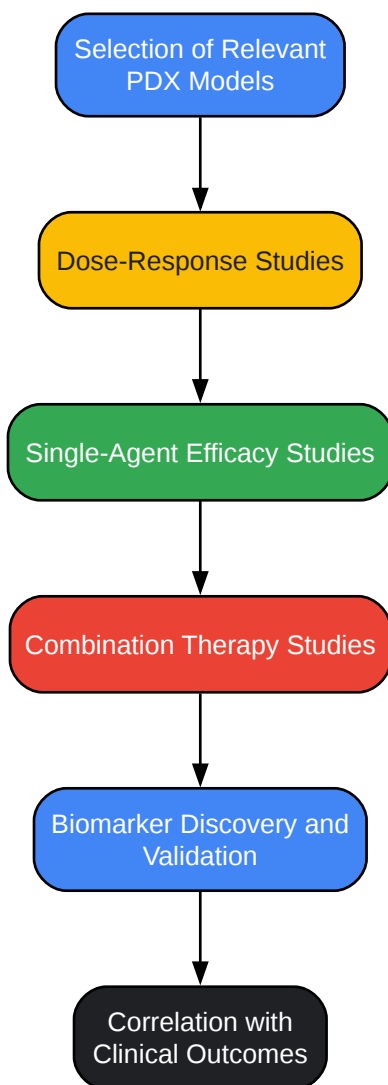 Selection of Relevant
PDX Models
Dose-Response Studies
Single-Agent Efficacy Studies
Combination Therapy Studies
Biomarker Discovery and
Validation
Correlation with
Clinical Outcomes